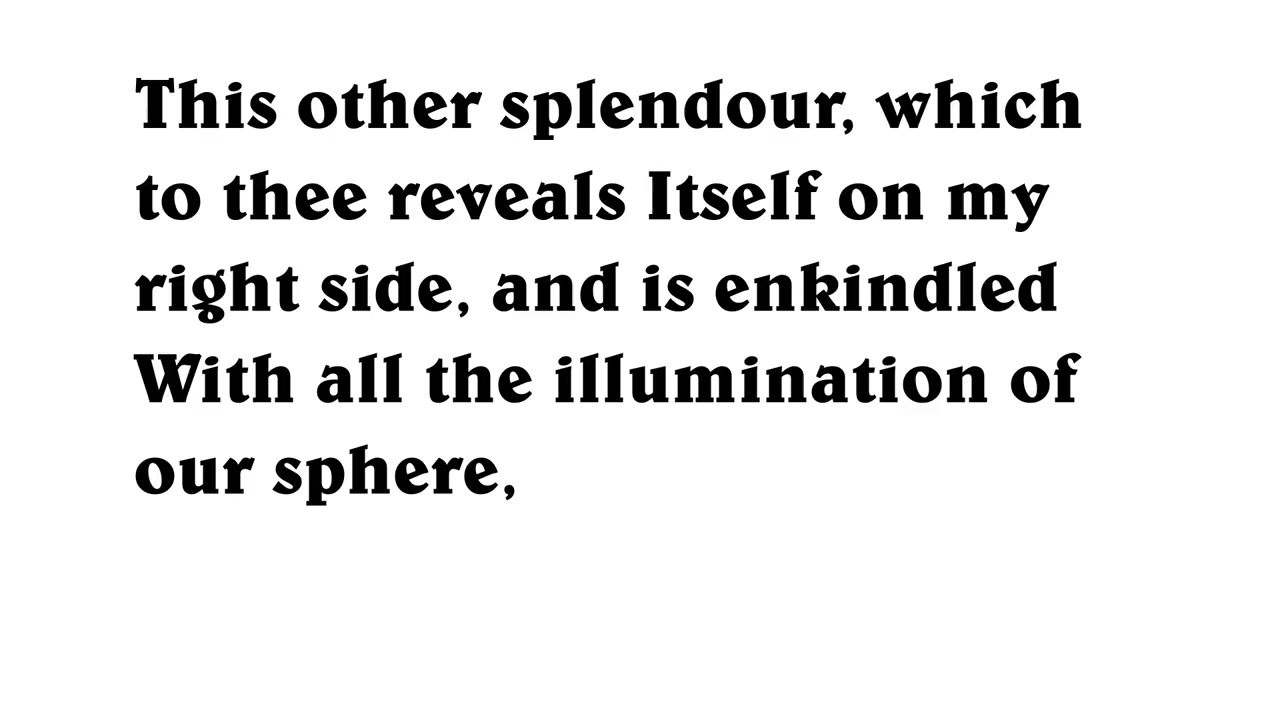 This other splendour, which
to thee reveals Itself on my
right side, and is enkindled
With all the illumination of
our sphere,